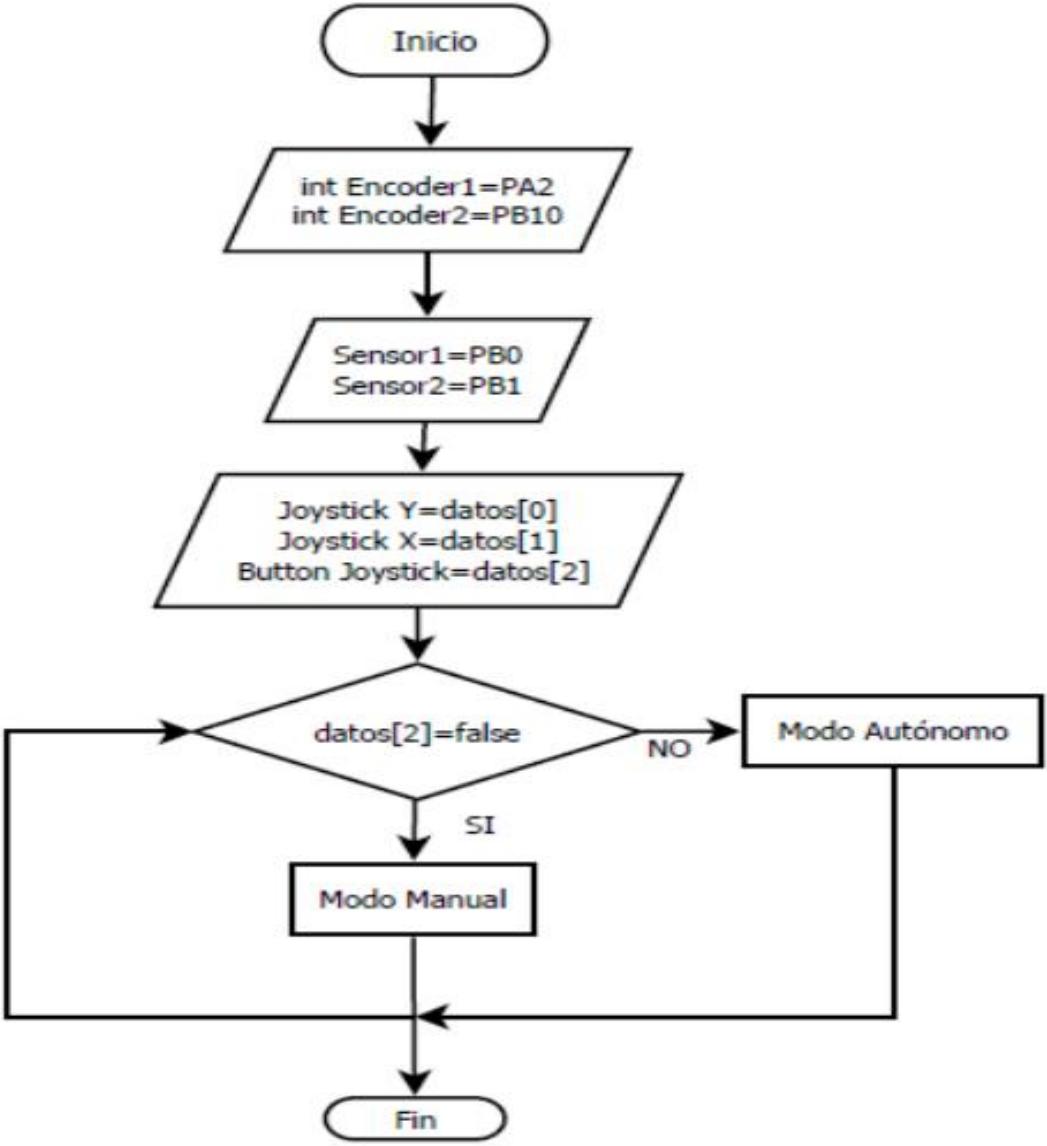 Inicio
int Encoder1=PA2
int Encoder2=PB10
Sensor1=PB0
Sensor2=PB1
Joystick Y=datos[0]
Joystick X=datos[1]
Button Joystick=datos[2]
datos[2]=false
NO
Modo Autónomo
SI
Modo Manual
Fin